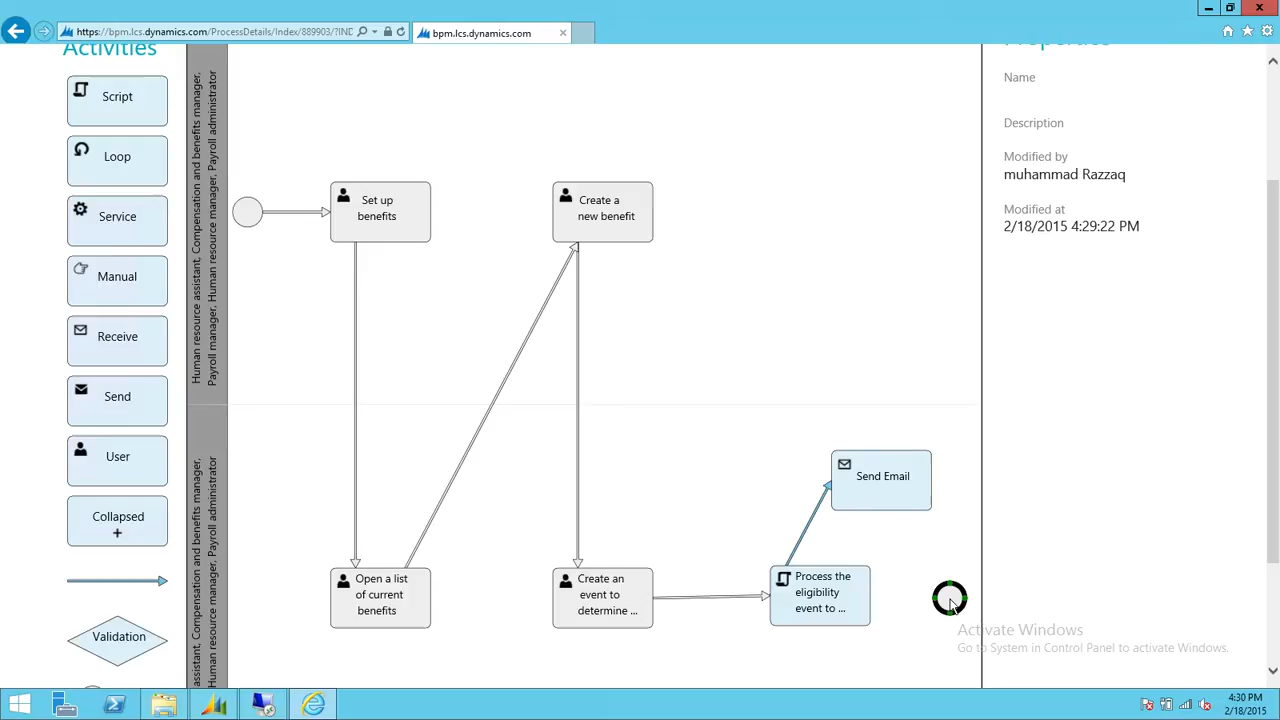 https://bpm.lcs.dynamics.com/ProcessDetails/Index/889903/?IND
bpm.lcs.dynamics.com
Activities
Script
Loop
Service
Manual
Receive
Send
User
Collapsed
+
Validation
Human resource assistant, Compensation and benefits manager,
Payroll manager, Human resource manager, Payroll administrator
assistant, Compensation and benefits manager,
Human resource manager, Payroll administrator
Set up
benefits
Create a
new benefit
Open a list
of current
benefits
Create an
event to
determine ...
Process the
eligibility
event to ...
Send Email
Properties
Name
Description
Modified by
muhammad Razzaq
Modified at
2/18/2015 4:29:22 PM
Activate Windows
Go to System in Control Panel to activate Windows.
4:30 PM
2/18/2015